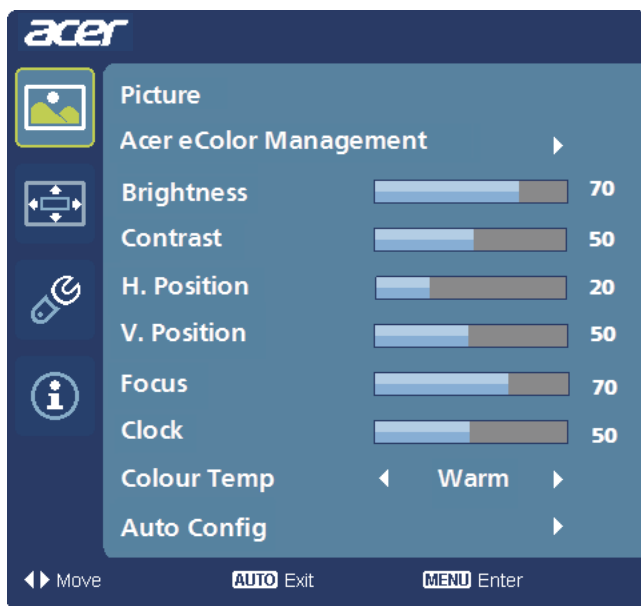 acer
Picture
Acer eColor Management
Brightness 70
Contrast 50
H. Position 20
V. Position 50
Focus 70
Clock 50
Colour Temp Warm
Auto Config
Move AUTO Exit MENU Enter